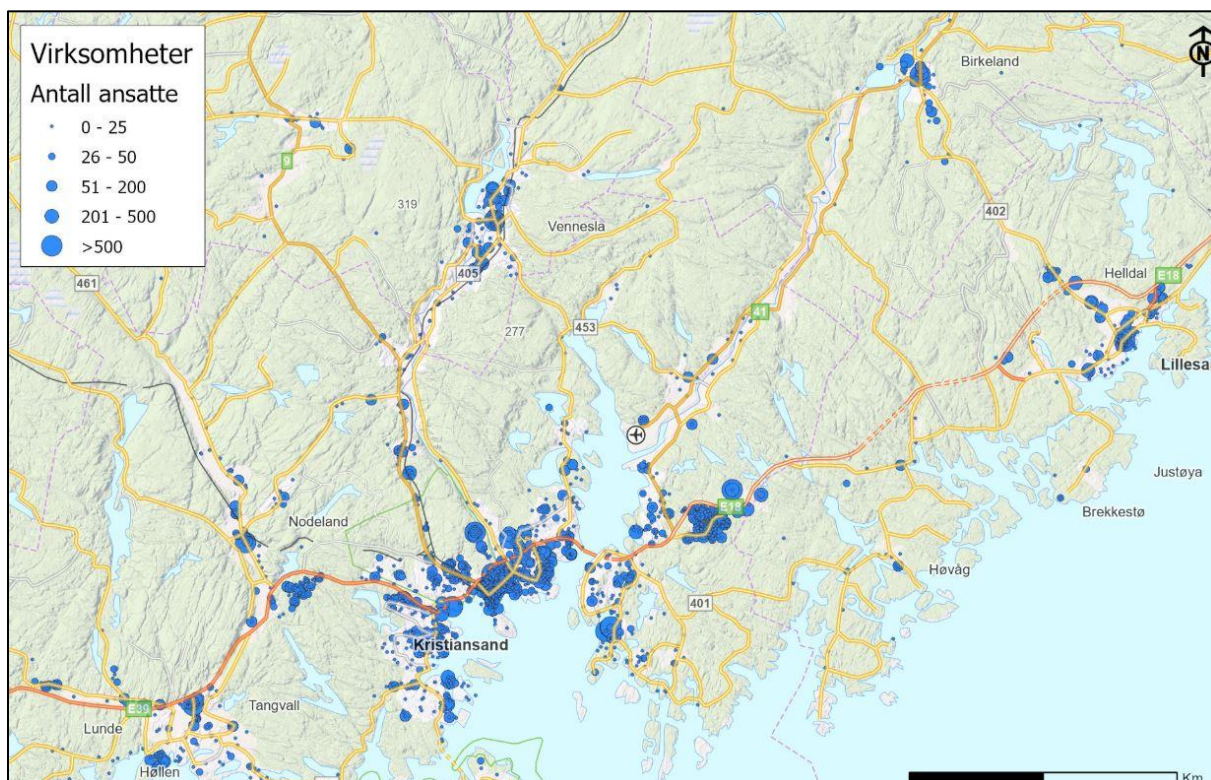 Virksomheter
Antall ansatte
0 - 25
26 - 50
51 - 200
201 - 500
>500
N
Birkeland
9
319
402
Vennesla
Helldal
E18
405
461
41
277
453
Lillesa
Justøya
Nodeland
E18
Brekkestø
Høvåg
401
Kristiansand
Tangvall
E39
Lunde
Høllen
Km